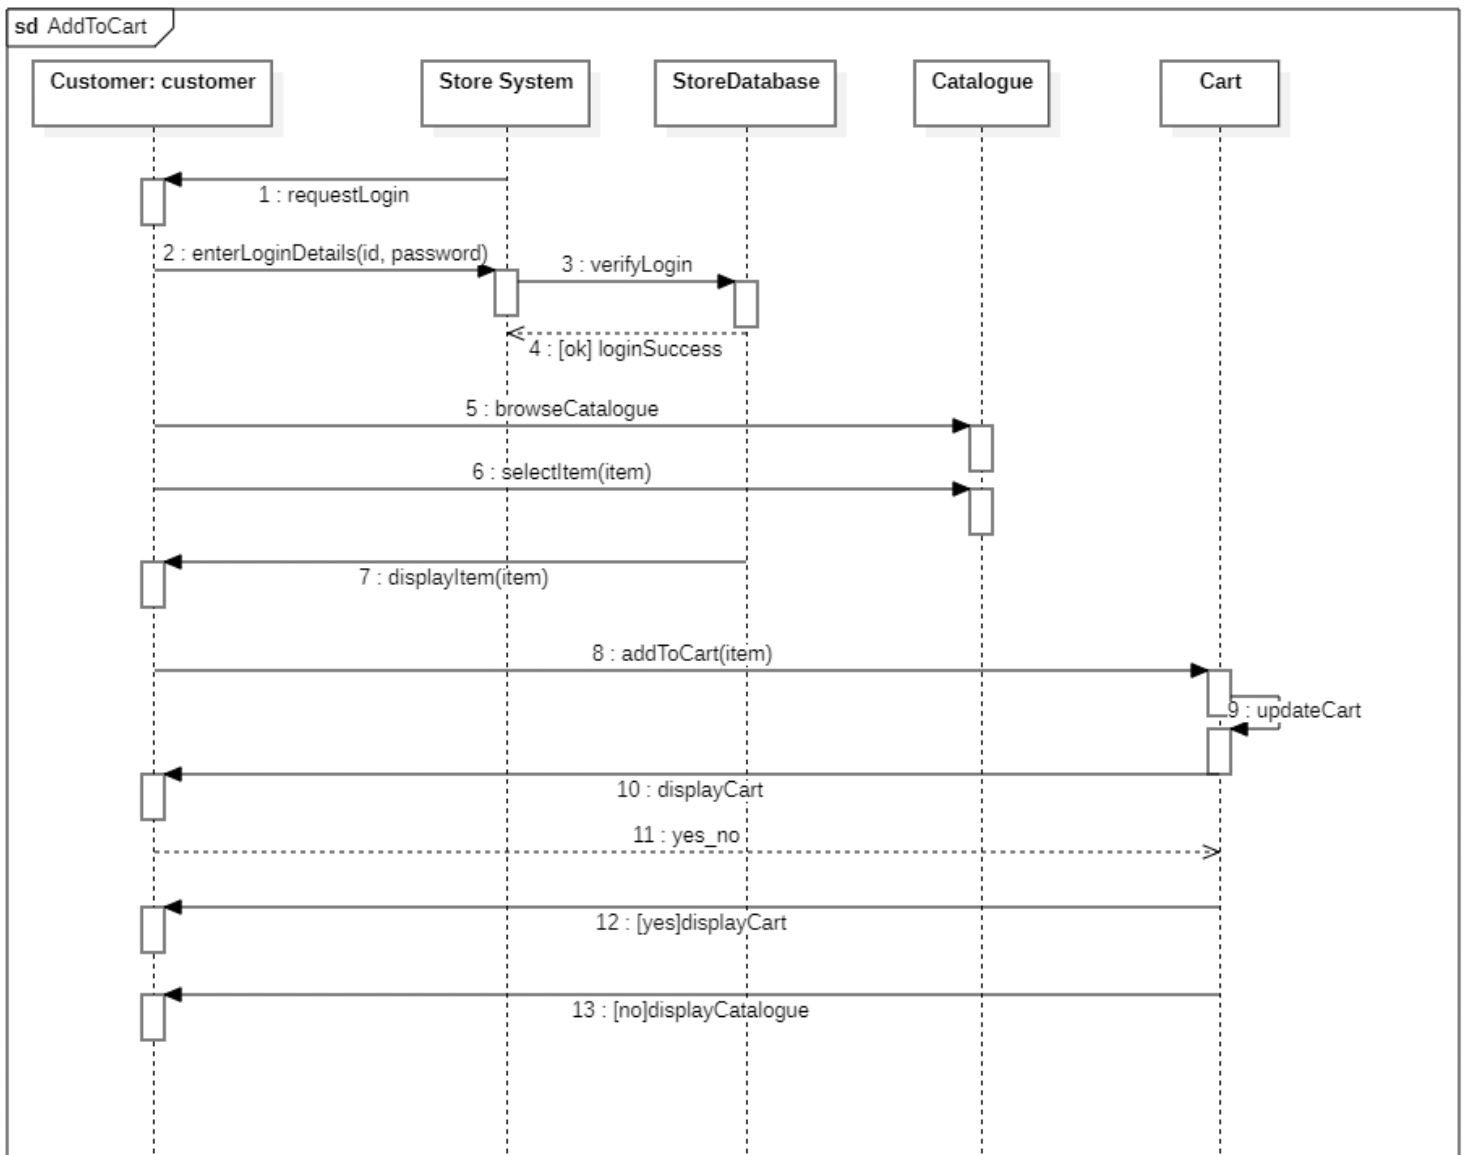 sd AddToCart
Customer: customer
Store System
StoreDatabase
Catalogue
Cart
1 : requestLogin
2 : enterLoginDetails(id, password)
3 : verifyLogin
4 : [ok] loginSuccess
5 : browseCatalogue
6 : selectItem(item)
7 : displayItem(item)
8 : addToCart(item)
9 : updateCart
10 : displayCart
11 : yes_no
12 : [yes]displayCart
13 : [no]displayCatalogue